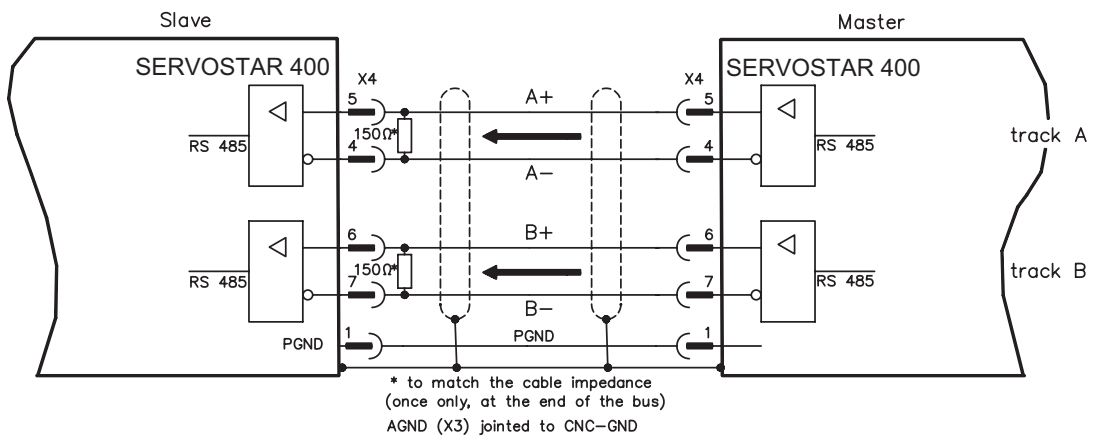 Slave
Master
SERVOSTAR 400
X4
X4
SERVOSTAR 400
5
A+
5
RS 485
150Ω*
RS 485
track A
4
A–
4
6
B+
6
RS 485
150Ω*
RS 485
track B
7
B–
7
PGND
1
PGND
1
* to match the cable impedance
(once only, at the end of the bus)
AGND (X3) jointed to CNC–GND